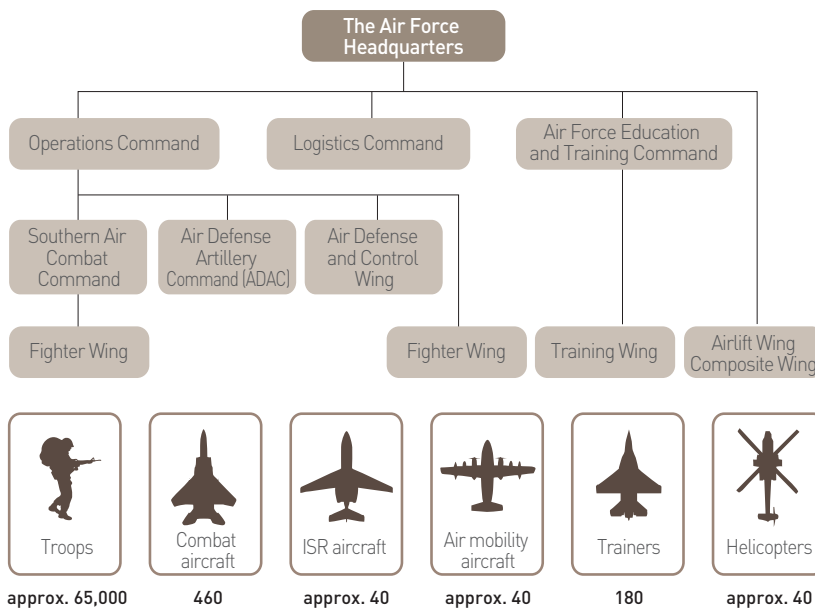 The Air Force
Headquarters
Operations Command
Logistics Command
Air Force Education
and Training Command
Southern Air
Combat
Command
Air Defense
Artillery
Command (ADAC)
Air Defense
and Control
Wing
Fighter Wing
Fighter Wing
Training Wing
Airlift Wing
Composite Wing
Troops
Combat
aircraft
ISR aircraft
Air mobility
aircraft
Trainers
Helicopters
approx. 65,000
460
approx. 40
approx. 40
180
approx. 40